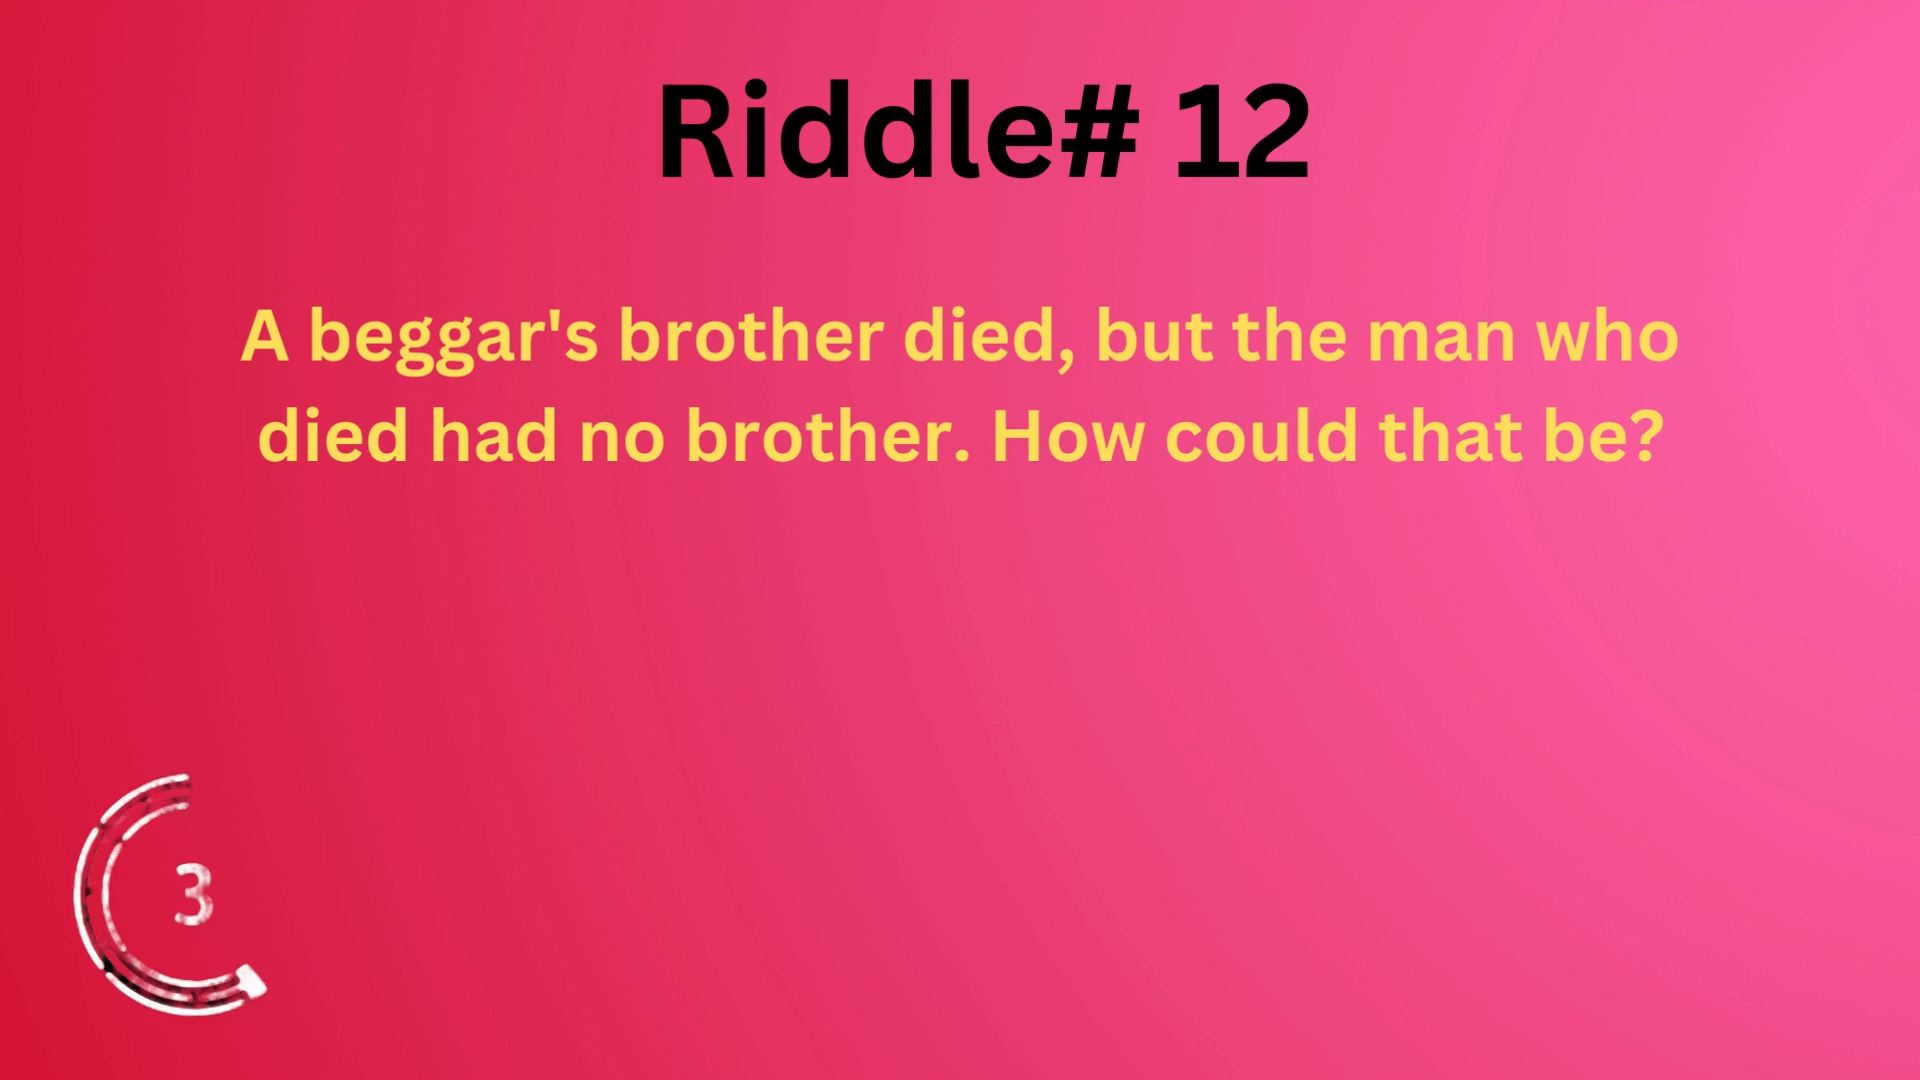 Riddle# 12
A beggar's brother died, but the man who
died had no brother. How could that be?
3